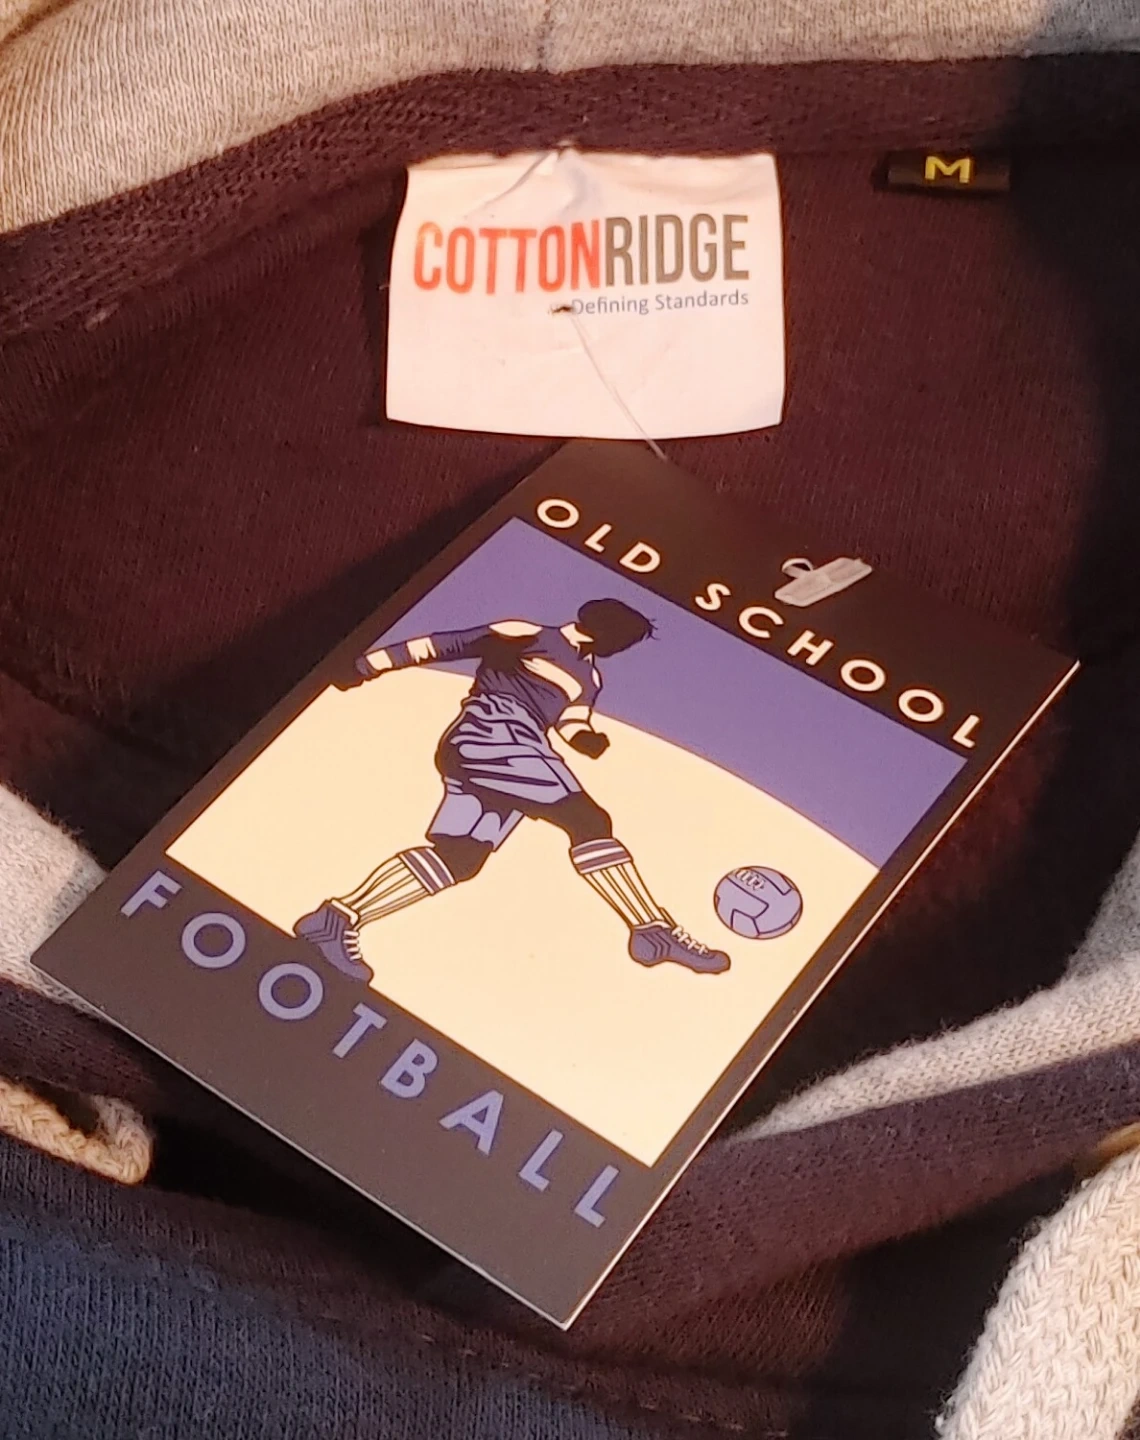 M
COTTONRIDGE
Defining Standards
OLD SCHOOL
FOOTBALL